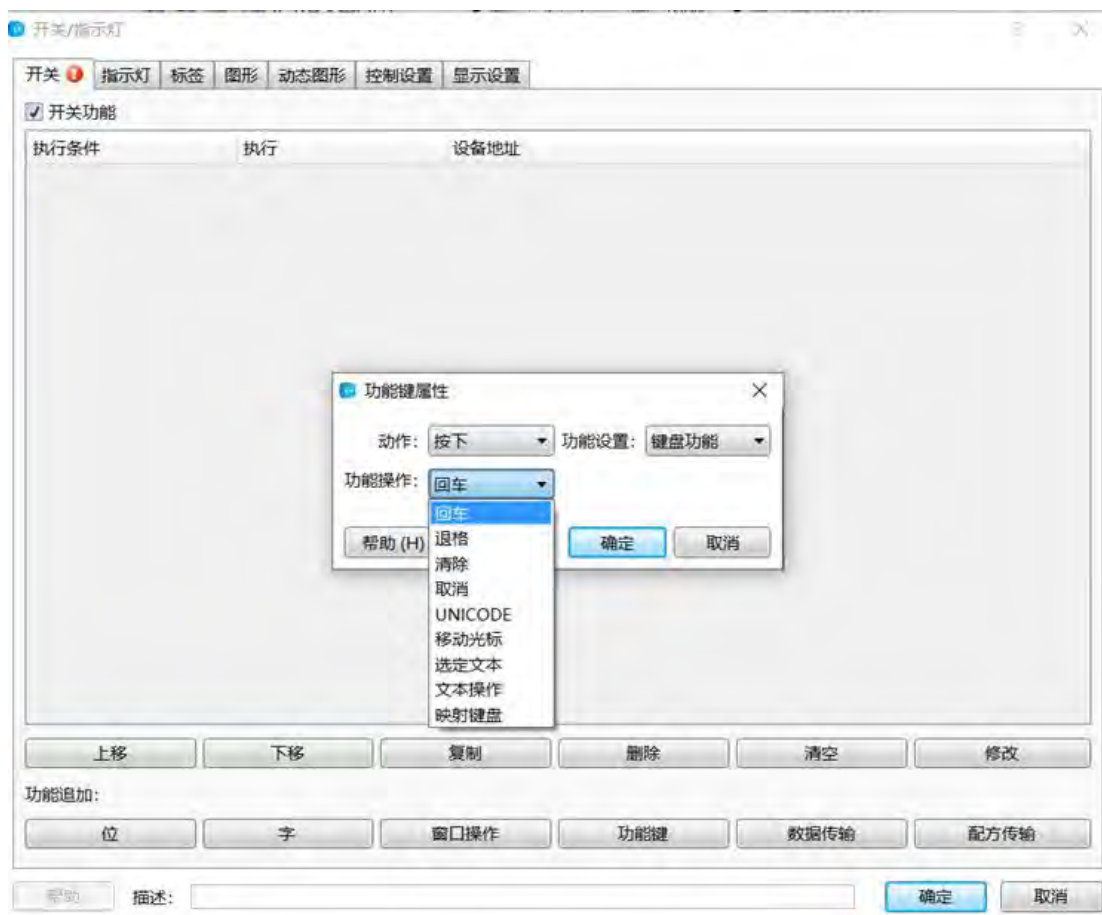 开关/指示灯
开关 指示灯 标签 图形 动态图形 控制设置 显示设置
开关功能
执行条件 执行 设备地址
功能键属性
动作: 按下 功能设置: 键盘功能
功能操作: 回车
回车
帮助 (H) 退格 确定 取消
清除
取消
UNICODE
移动光标
选定文本
文本操作
映射键盘
上移 下移 复制 删除 清空 修改
功能追加:
位 字 窗口操作 功能键 数据传输 配方传输
帮助 描述: 确定 取消